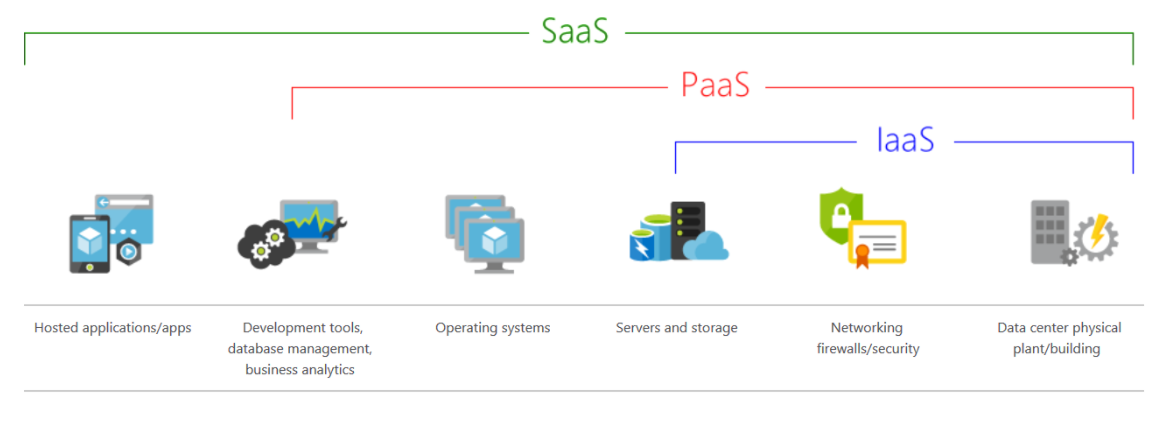 SaaS
PaaS
IaaS
Hosted applications/apps
Development tools,
database management,
business analytics
Operating systems
Servers and storage
Networking
firewalls/security
Data center physical
plant/building